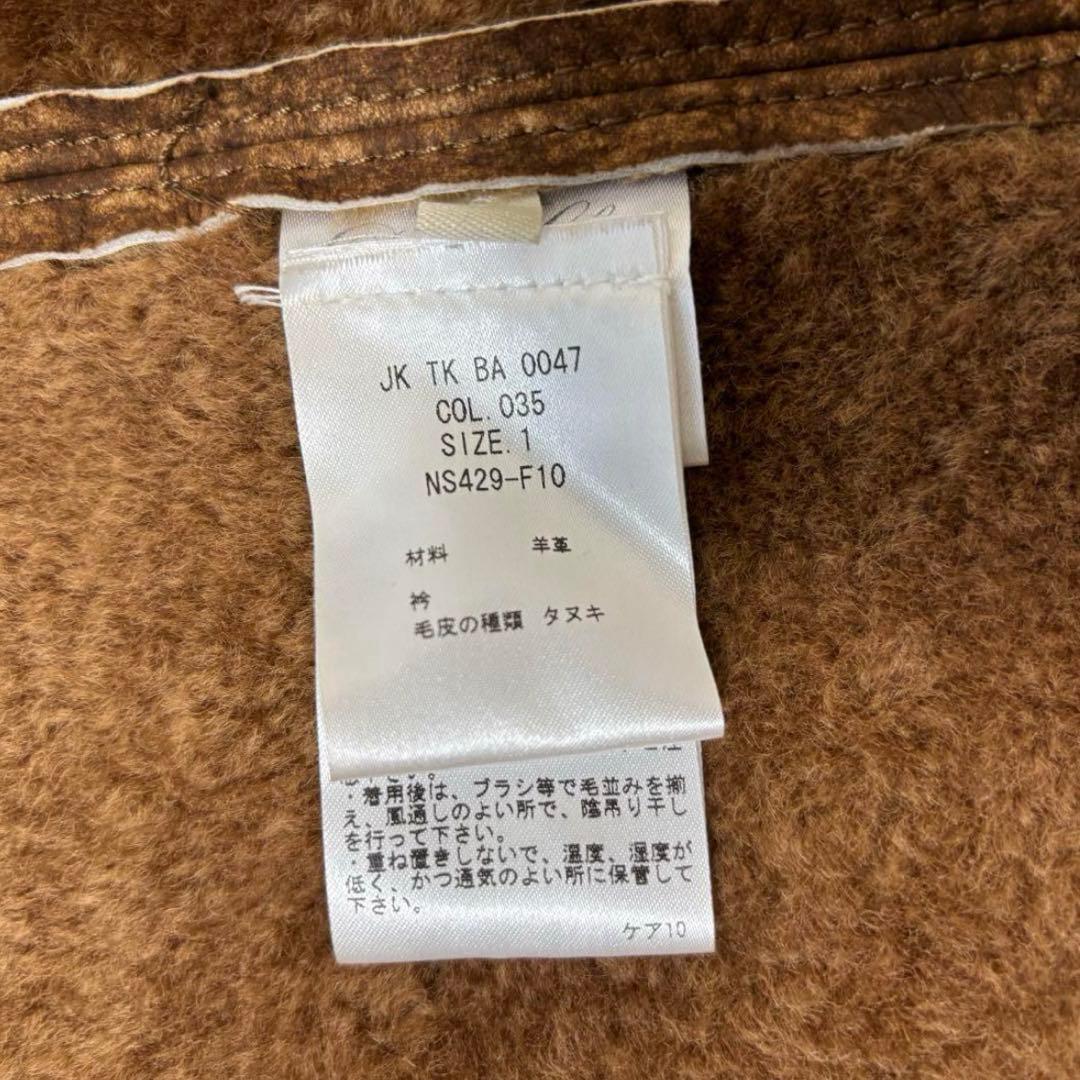 JK TK BA 0047
COL.035
SIZE.1
NS429-F10
材料 羊革
衿
毛皮の種類 タヌキ
・着用後は、ブラシ等で毛並みを揃
え、風通しのよい所で、陰吊り干し
を行って下さい。
・重ね置きしないで、温度、湿度が
低く、かつ通気のよい所に保管して
下さい。
ケア10